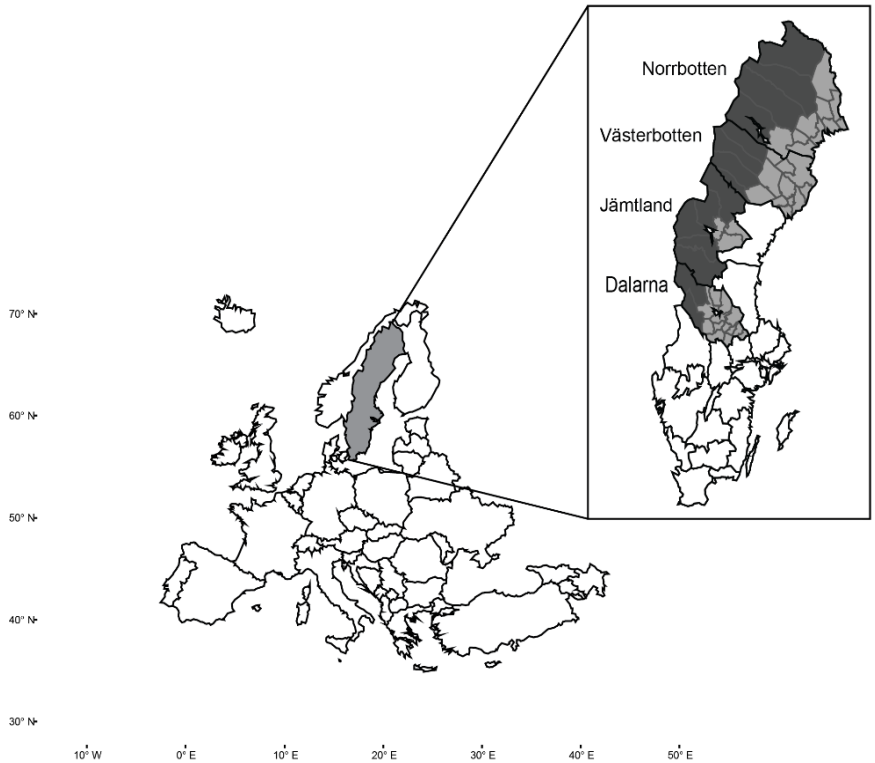 Norrbotten
Västerbotten
Jämtland
Dalarna
70° N
60° N
50° N
40° N
30° N
10° W
0° E
10° E
20° E
30° E
40° E
50° E